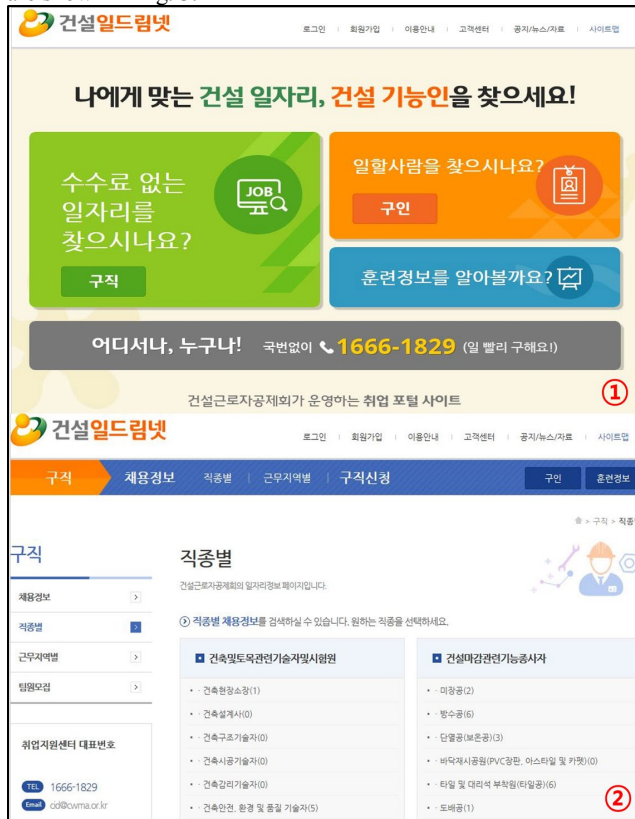 건설일드림넷
로그인 | 회원가입 | 이용안내 | 고객센터 | 공지/뉴스/자료 | 사이트맵
나에게 맞는 건설 일자리, 건설 기능인을 찾으세요!
수수료 없는
일자리를
찾으시나요?
구직
JOB
일할사람을 찾으시나요?
구인
훈련정보를 알아볼까요?
어디서나, 누구나! 국번없이 1666-1829 (일 빨리 구해요!)
건설근로자공제회가 운영하는 취업 포털 사이트
①
건설일드림넷
로그인 | 회원가입 | 이용안내 | 고객센터 | 공지/뉴스/자료 | 사이트맵
구직 채용정보 직종별 | 근무지역별 | 구직신청 구인 훈련정보
> 구직 > 직종
구직
채용정보
직종별
근무지역별
팀원모집
취업지원센터 대표번호
TEL 1666-1829
Email od@cwma.or.kr
직종별
건설근로자공제회의 일자리정보 페이지입니다.
직종별 채용정보를 검색하실 수 있습니다. 원하는 직종을 선택하세요.
건축및토목관련기술자및시험원
· 건축현장소장(1)
· 건축설계사(0)
· 건축구조기술자(0)
· 건축시공기술자(0)
· 건축감리기술자(0)
· 건축안전, 환경 및 품질 기술자(5)
건설마감관련기능종사자
· 미장공(2)
· 방수공(6)
· 단열공(보온공)(3)
· 바닥재시공원(PVC장판, 아스타일 및 카펫)(0)
· 타일 및 대리석 부착원(타일공)(6)
· 도배공(1)
②